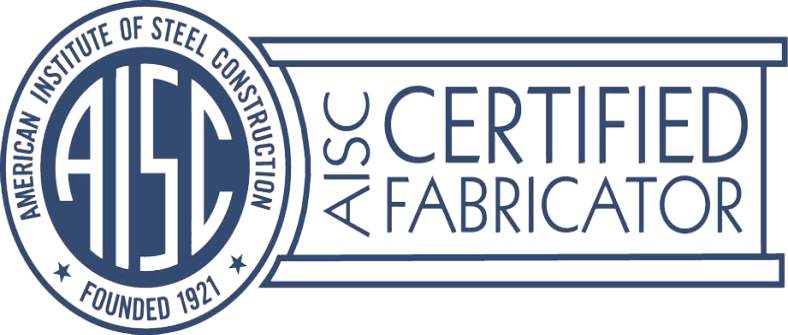 AMERICAN INSTITUTE OF STEEL CONSTRUCTION
AISC
FOUNDED 1921
AISC
CERTIFIED
FABRICATOR